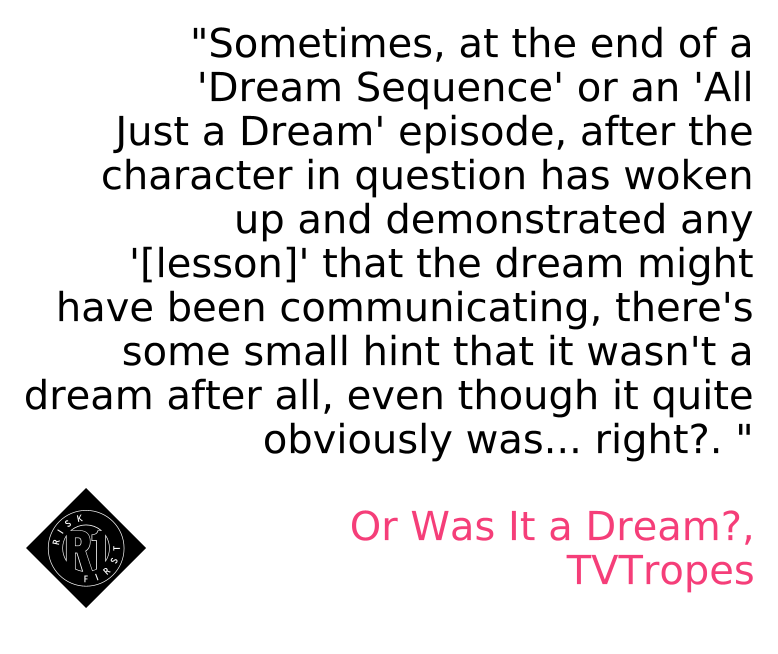 "Sometimes, at the end of a
'Dream Sequence' or an 'All
Just a Dream' episode, after the
character in question has woken
up and demonstrated any
'[lesson]' that the dream might
have been communicating, there's
some small hint that it wasn't a
dream after all, even though it quite
obviously was... right?. "
Or Was It a Dream?,
TVTropes
RISK
R1
FIRST